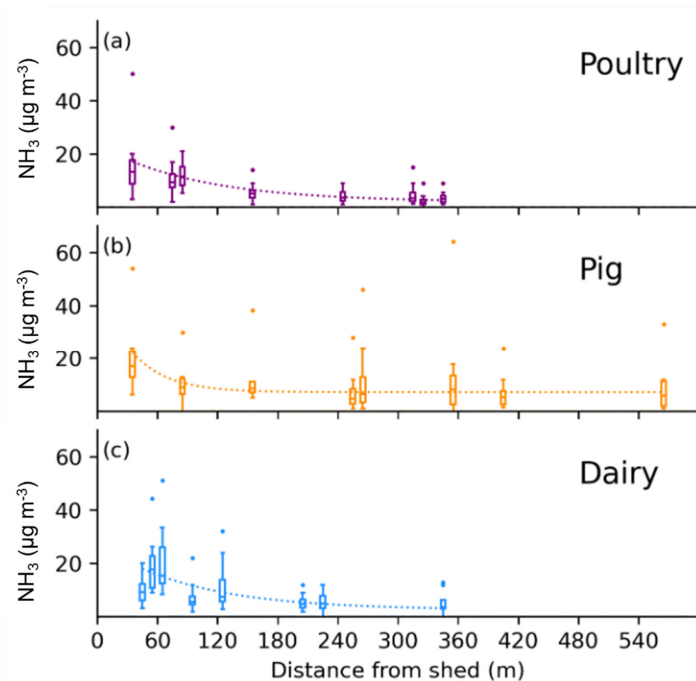 (a)
Poultry
NH₃ (µg m⁻³)
60
40
20
(b)
Pig
NH₃ (µg m⁻³)
60
40
20
(c)
Dairy
NH₃ (µg m⁻³)
60
40
20
0 60 120 180 240 300 360 420 480 540
Distance from shed (m)